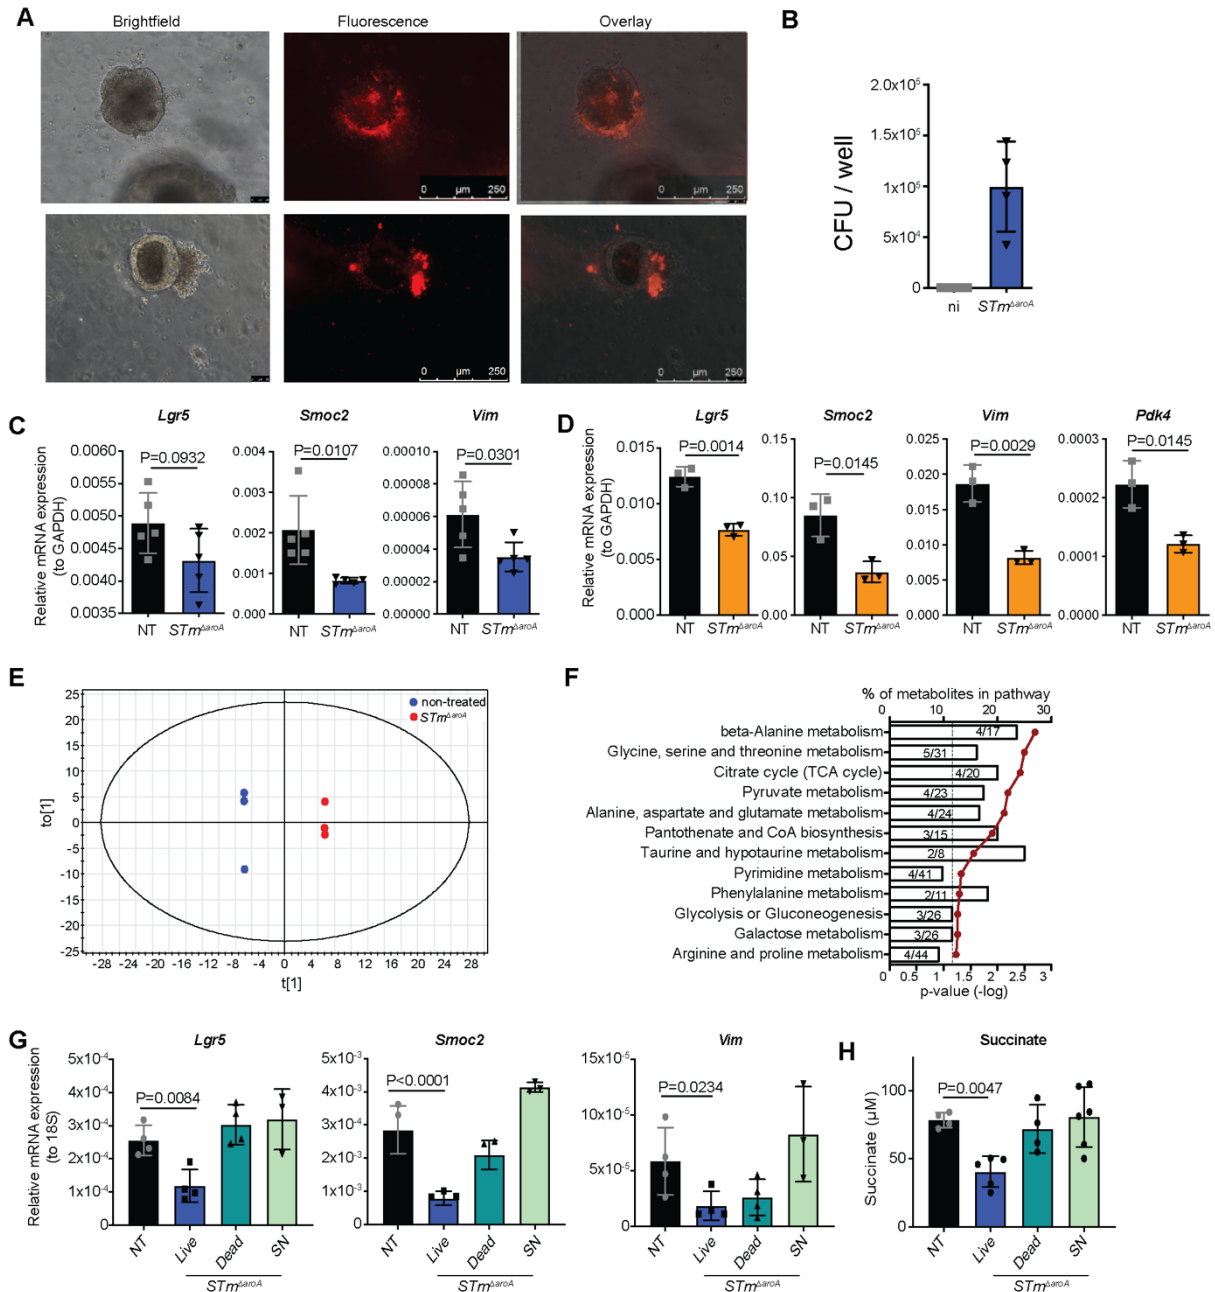 A
Brightfield
Fluorescence
Overlay
0 µm 250
0 µm 250
0 µm 250
0 µm 250
B
CFU / well
2.0x10⁵
1.5x10⁵
1x10⁵
5x10⁴
0
ni STmΔaroA
C
Relative mRNA expression
(to GAPDH)
Lgr5
P=0.0932
0.0060
0.0055
0.0050
0.0045
0.0040
0.0035
NT STmΔaroA
Smoc2
P=0.0107
0.004
0.003
0.002
0.001
0.000
NT STmΔaroA
Vim
P=0.0301
0.00010
0.00008
0.00006
0.00004
0.00002
0.00000
NT STmΔaroA
D
Relative mRNA expression
(to GAPDH)
Lgr5
P=0.0014
0.015
0.010
0.005
0.000
NT STmΔaroA
Smoc2
P=0.0145
0.15
0.10
0.05
0.00
NT STmΔaroA
Vim
P=0.0029
0.025
0.020
0.015
0.010
0.005
0.000
NT STmΔaroA
Pdk4
P=0.0145
0.0003
0.0002
0.0001
0.0000
NT STmΔaroA
E
non-treated
STmΔaroA
to[1]
25
20
15
10
5
0
-5
-10
-15
-20
-25
-28 -24 -20 -16 -12 -8 -4 0 4 8 12 16 20 24 28
t[1]
F
% of metabolites in pathway
0 10 20 30
beta-Alanine metabolism 4/17
Glycine, serine and threonine metabolism 5/31
Citrate cycle (TCA cycle) 4/20
Pyruvate metabolism 4/23
Alanine, aspartate and glutamate metabolism 4/24
Pantothenate and CoA biosynthesis 3/15
Taurine and hypotaurine metabolism 2/8
Pyrimidine metabolism 4/41
Phenylalanine metabolism 2/11
Glycolysis or Gluconeogenesis 3/26
Galactose metabolism 3/26
Arginine and proline metabolism 4/44
0 0.5 1 1.5 2 2.5 3
p-value (-log)
G
Relative mRNA expression
(to 18S)
Lgr5
P=0.0084
5x10⁻⁴
4x10⁻⁴
3x10⁻⁴
2x10⁻⁴
1x10⁻⁴
0
NT Live Dead SN
STmΔaroA
Smoc2
P<0.0001
5x10⁻³
4x10⁻³
3x10⁻³
2x10⁻³
1x10⁻³
0
NT Live Dead SN
STmΔaroA
Vim
P=0.0234
15x10⁻⁵
10x10⁻⁵
5x10⁻⁵
0
NT Live Dead SN
STmΔaroA
H
Succinate
P=0.0047
Succinate (µM)
100
50
0
NT Live Dead SN
STmΔaroA